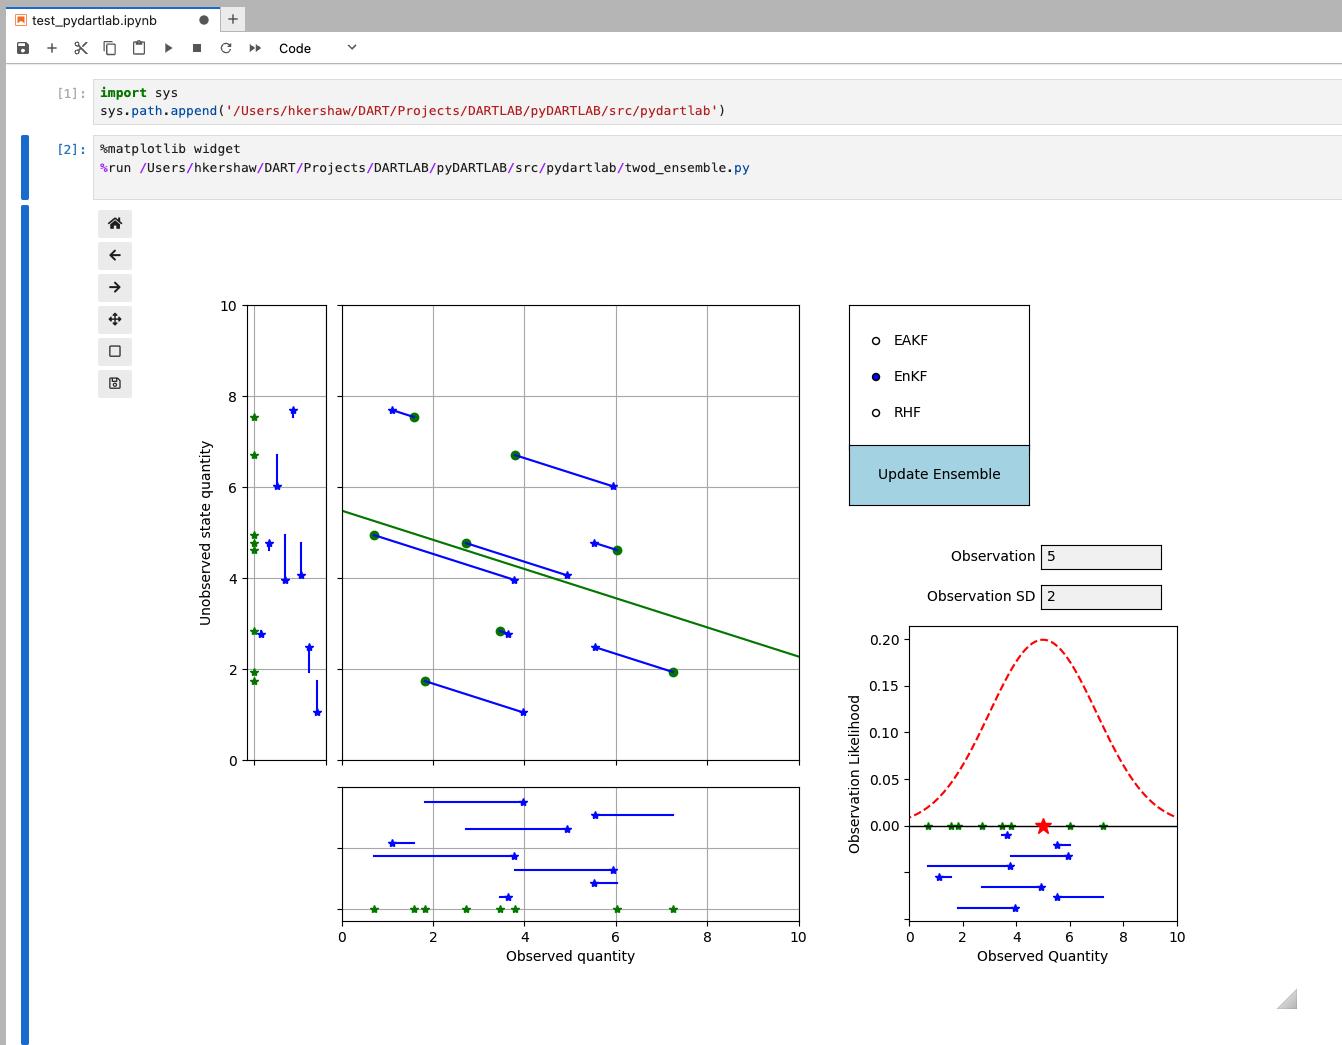 test_pydartlab.ipynb
Code
[1]:
import sys
sys.path.append('/Users/hkershaw/DART/Projects/DARTLAB/pyDARTLAB/src/pydartlab')
[2]:
%matplotlib widget
%run /Users/hkershaw/DART/Projects/DARTLAB/pyDARTLAB/src/pydartlab/twod_ensemble.py
10
8
6
4
2
0
Unobserved state quantity
EAKF
EnKF
RHF
Update Ensemble
Observation 5
Observation SD 2
0.20
0.15
0.10
0.05
0.00
Observation Likelihood
0 2 4 6 8 10
Observed quantity
0 2 4 6 8 10
Observed Quantity